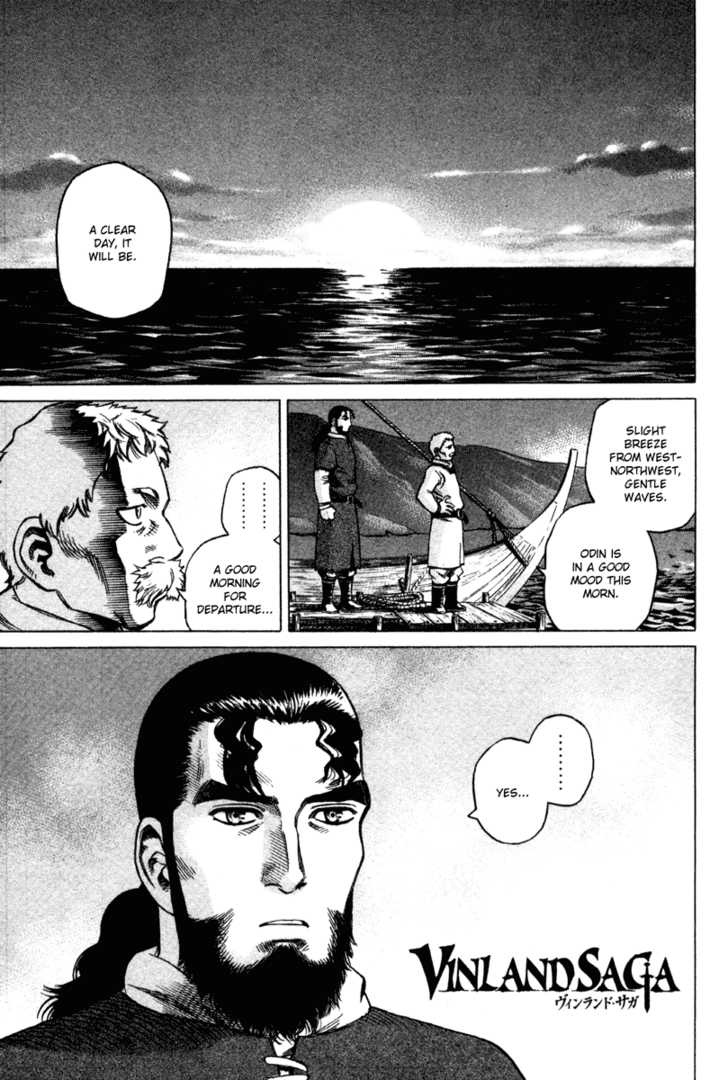 A CLEAR
DAY, IT
WILL BE.
SLIGHT
BREEZE
FROM WEST-
NORTHWEST,
GENTLE
WAVES.
ODIN IS
IN A GOOD
MOOD THIS
MORN.
......
......
A GOOD
MORNING
FOR
DEPARTURE...
........
YES...
VINLAND SAGA
ヴィンランド・サガ